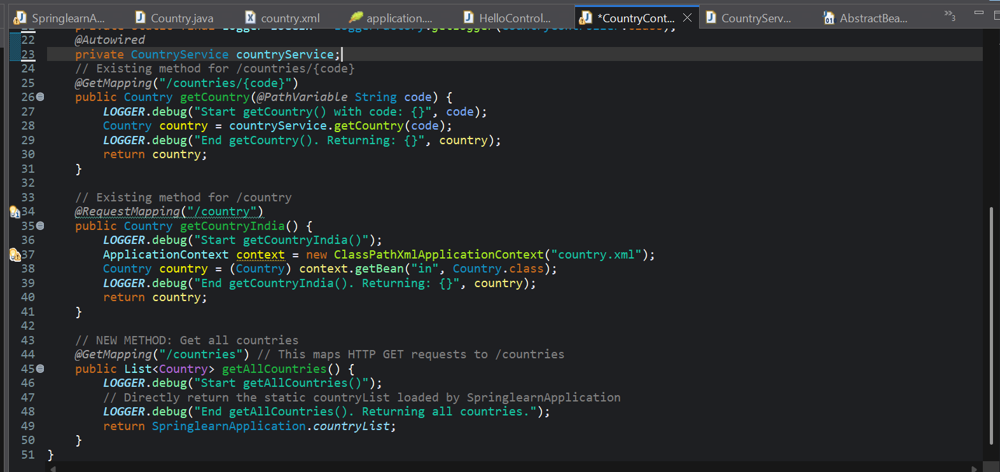 SpringlearnA... Country.java country.xml application.... HelloControl... *CountryCont... CountryServ... AbstractBea... »3
22 @Autowired
23 private CountryService countryService;
24 // Existing method for /countries/{code}
25 @GetMapping("/countries/{code}")
26 public Country getCountry(@PathVariable String code) {
27 LOGGER.debug("Start getCountry() with code: {}", code);
28 Country country = countryService.getCountry(code);
29 LOGGER.debug("End getCountry(). Returning: {}", country);
30 return country;
31 }
32
33 // Existing method for /country
34 @RequestMapping("/country")
35 public Country getCountryIndia() {
36 LOGGER.debug("Start getCountryIndia()");
37 ApplicationContext context = new ClassPathXmlApplicationContext("country.xml");
38 Country country = (Country) context.getBean("in", Country.class);
39 LOGGER.debug("End getCountryIndia(). Returning: {}", country);
40 return country;
41 }
42
43 // NEW METHOD: Get all countries
44 @GetMapping("/countries") // This maps HTTP GET requests to /countries
45 public List<Country> getAllCountries() {
46 LOGGER.debug("Start getAllCountries()");
47 // Directly return the static countryList loaded by SpringlearnApplication
48 LOGGER.debug("End getAllCountries(). Returning all countries.");
49 return SpringlearnApplication.countryList;
50 }
51 }